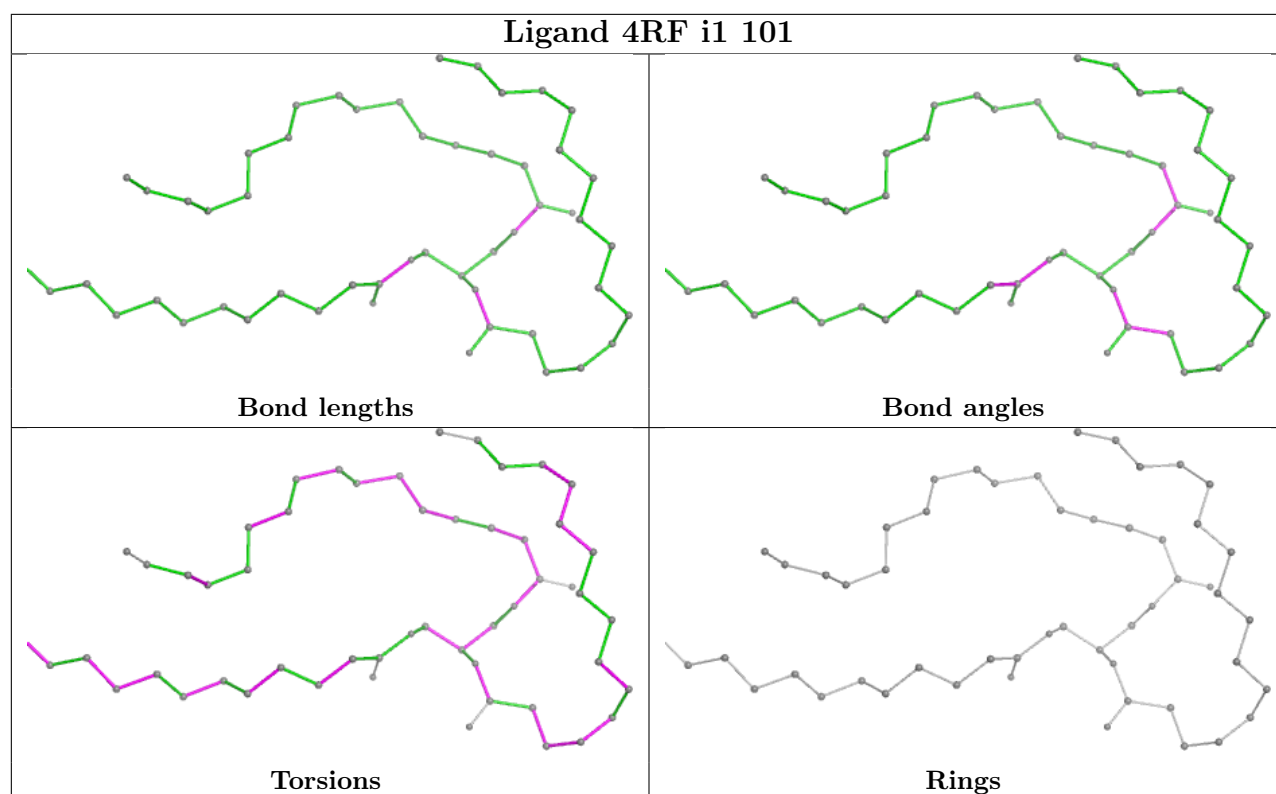 Ligand 4RF i1 101
Bond lengths
Bond angles
Torsions
Rings